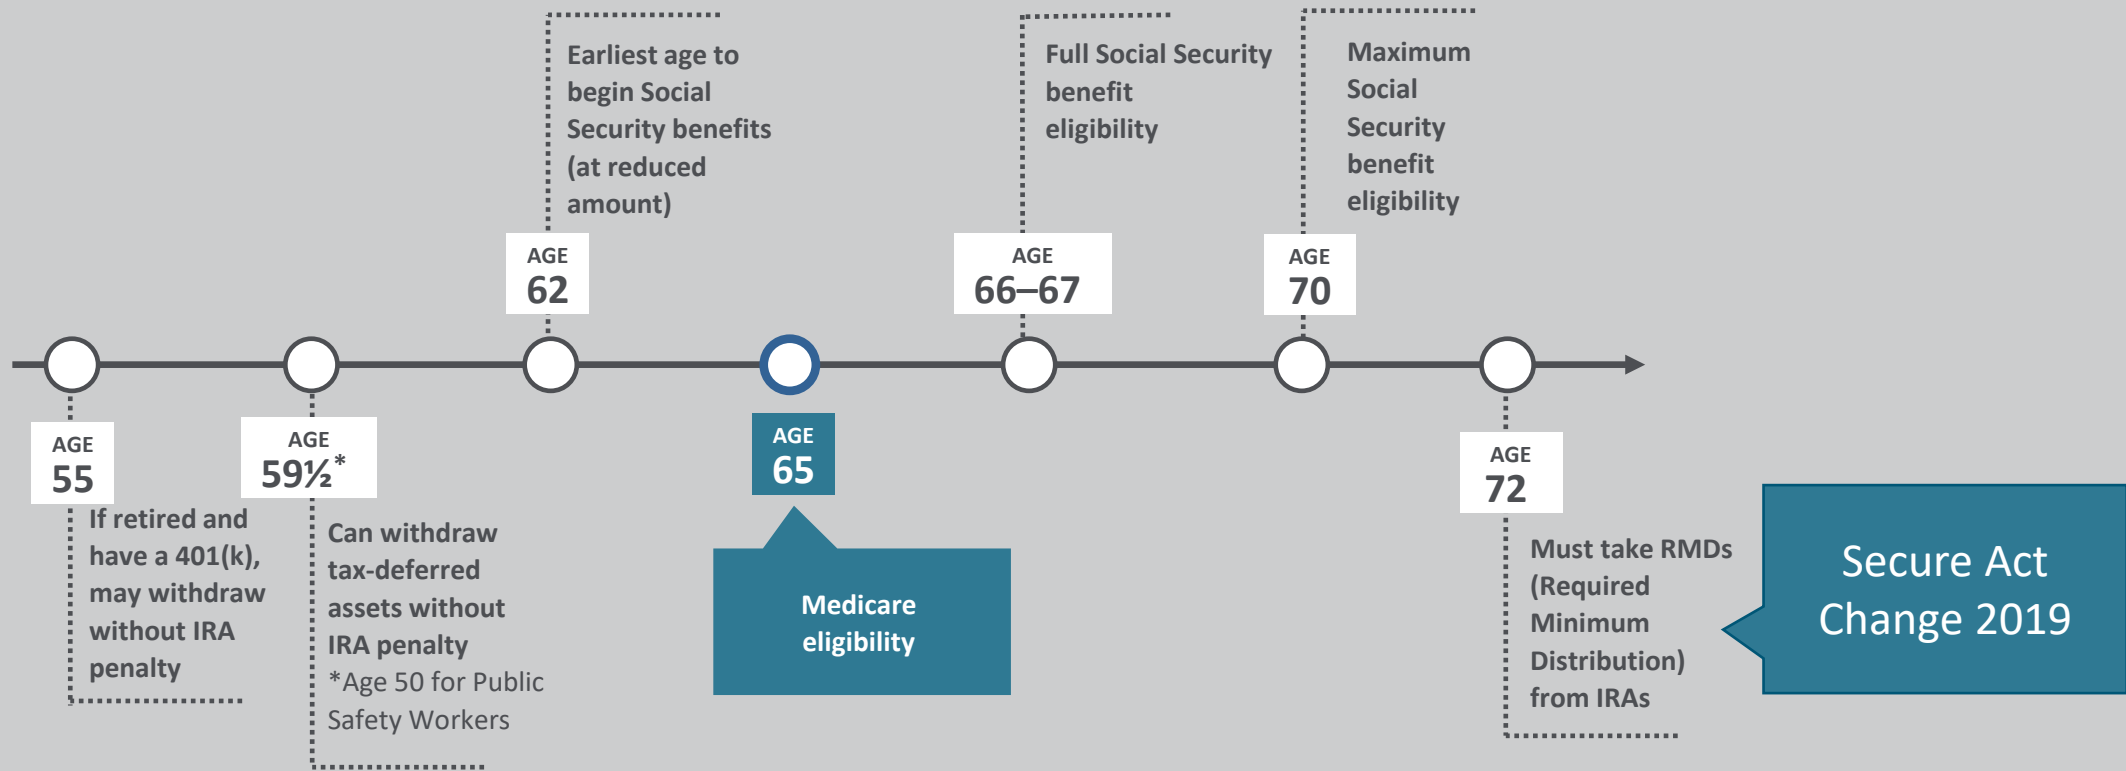 Earliest age to
begin Social
Security benefits
(at reduced
amount)
Full Social Security
benefit
eligibility
Maximum
Social
Security
benefit
eligibility
AGE
62
AGE
66–67
AGE
70
AGE
55
If retired and
have a 401(k),
may withdraw
without IRA
penalty
AGE
59½*
Can withdraw
tax-deferred
assets without
IRA penalty
*Age 50 for Public
Safety Workers
AGE
65
Medicare
eligibility
AGE
72
Must take RMDs
(Required
Minimum
Distribution)
from IRAs
Secure Act
Change 2019